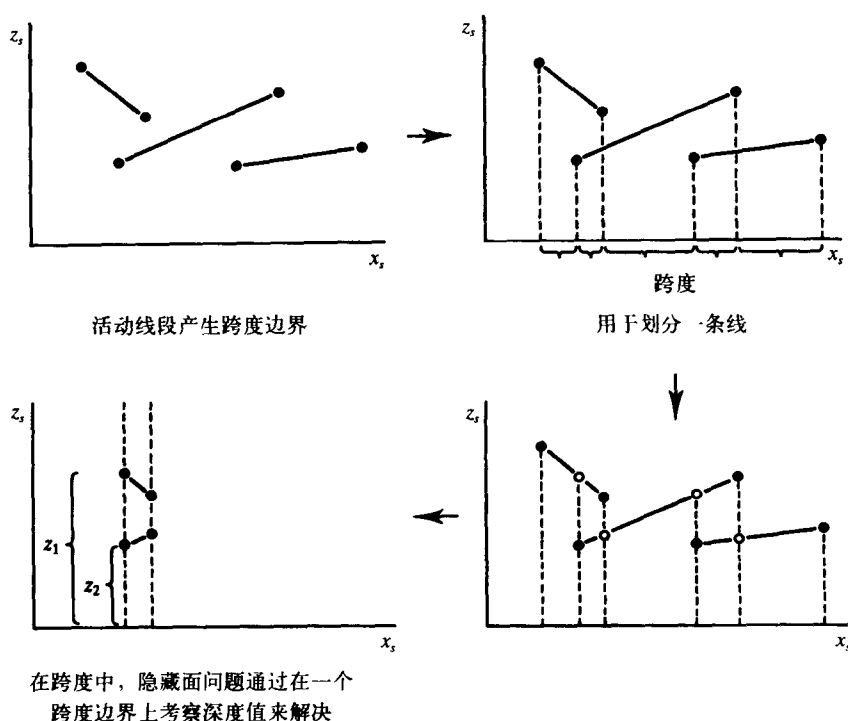 zs
xs
活动线段产生跨度边界
zs
xs
跨度
用于划分一条线
zs
z1
z2
xs
在跨度中，隐藏面问题通过在一个
跨度边界上考察深度值来解决
zs
xs